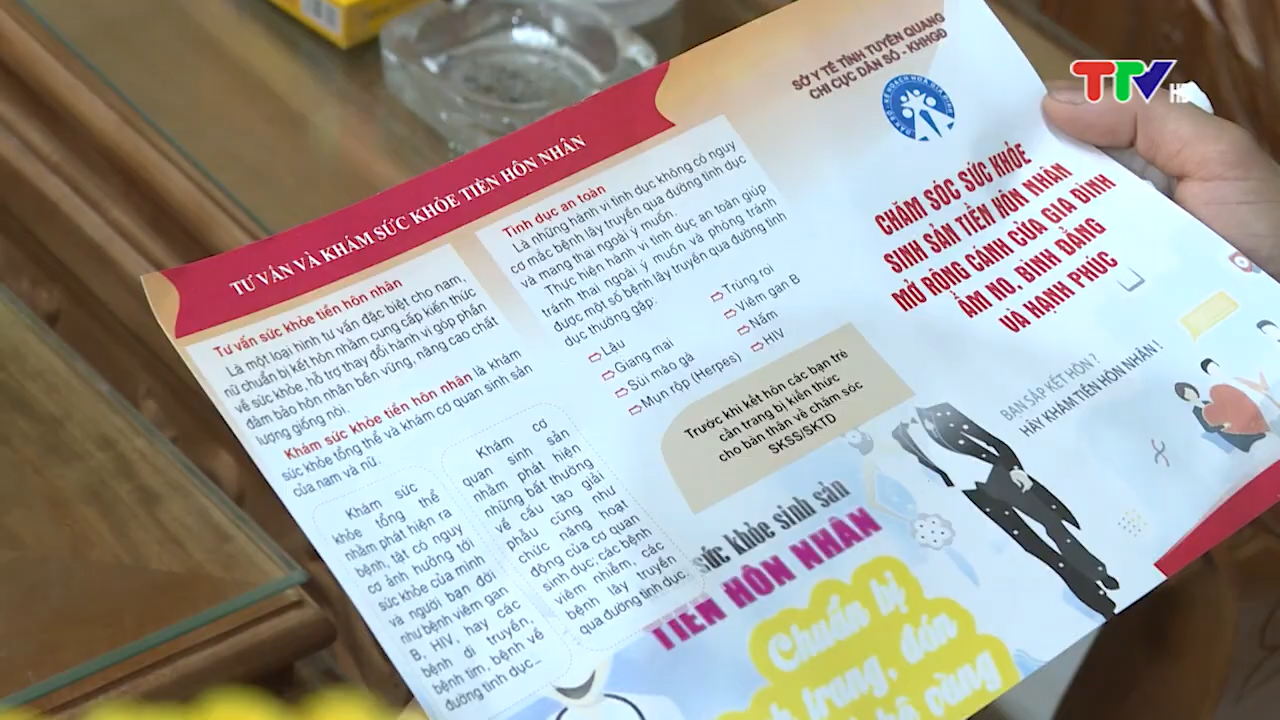 TTV HD
TƯ VẤN VÀ KHÁM SỨC KHỎE TIỀN HÔN NHÂN
Tư vấn sức khỏe tiền hôn nhân
Là một loại hình tư vấn đặc biệt cho nam,
nữ chuẩn bị kết hôn nhằm cung cấp kiến thức
về sức khỏe, hỗ trợ thay đổi hành vi góp phần
đảm bảo hôn nhân bền vững, nâng cao chất
lượng giống nòi.
Khám sức khỏe tiền hôn nhân là khám
sức khỏe tổng thể và khám cơ quan sinh sản
của nam và nữ.
Khám sức
khỏe tổng thể
nhằm phát hiện ra
bệnh, tật có nguy
cơ ảnh hưởng tới
sức khỏe của mình
và người bạn đời
như bệnh viêm gan
B, HIV, hay các
bệnh di truyền,
bệnh tim, bệnh về
đường tình dục...
Khám cơ
quan sinh sản
nhằm phát hiện
những bất thường
về cấu tạo giải
phẫu cũng như
chức năng hoạt
động của cơ quan
sinh dục; các bệnh
viêm nhiễm, các
bệnh lây truyền
qua đường tình dục.
Tình dục an toàn
Là những hành vi tình dục không có nguy
cơ mắc bệnh lây truyền qua đường tình dục
và mang thai ngoài ý muốn.
Thực hiện hành vi tình dục an toàn giúp
tránh thai ngoài ý muốn và phòng tránh
được một số bệnh lây truyền qua đường tình
dục thường gặp:
Lậu
Giang mai
Sùi mào gà
Mụn rộp (Herpes)
Trùng roi
Viêm gan B
Nấm
HIV
Trước khi kết hôn các bạn trẻ
cần trang bị kiến thức
cho bản thân về chăm sóc
SKSS/SKTD
sức khỏe sinh sản
TIỀN HÔN NHÂN
Chuẩn bị
trang, đón
vàng
SỞ Y TẾ TỈNH TUYÊN QUANG
CHI CỤC DÂN SỐ - KHHGĐ
DÂN SỐ - KẾ HOẠCH HÓA GIA ĐÌNH
CHĂM SÓC SỨC KHỎE
SINH SẢN TIỀN HÔN NHÂN
MỞ RỘNG CÁNH CỬA GIA ĐÌNH
ẤM NO, BÌNH ĐẲNG
VÀ HẠNH PHÚC
BẠN SẮP KẾT HÔN ?
HÃY KHÁM TIỀN HÔN NHÂN !